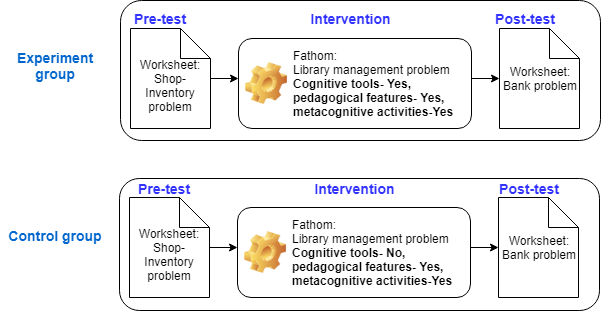 Pre-test
Intervention
Post-test
Experiment
group
Worksheet:
Shop-
Inventory
problem
Fathom:
Library management problem
Cognitive tools- Yes,
pedagogical features- Yes,
metacognitive activities-Yes
Worksheet:
Bank problem
Pre-test
Intervention
Post-test
Control group
Worksheet:
Shop-
Inventory
problem
Fathom:
Library management problem
Cognitive tools- No,
pedagogical features- Yes,
metacognitive activities-Yes
Worksheet:
Bank problem